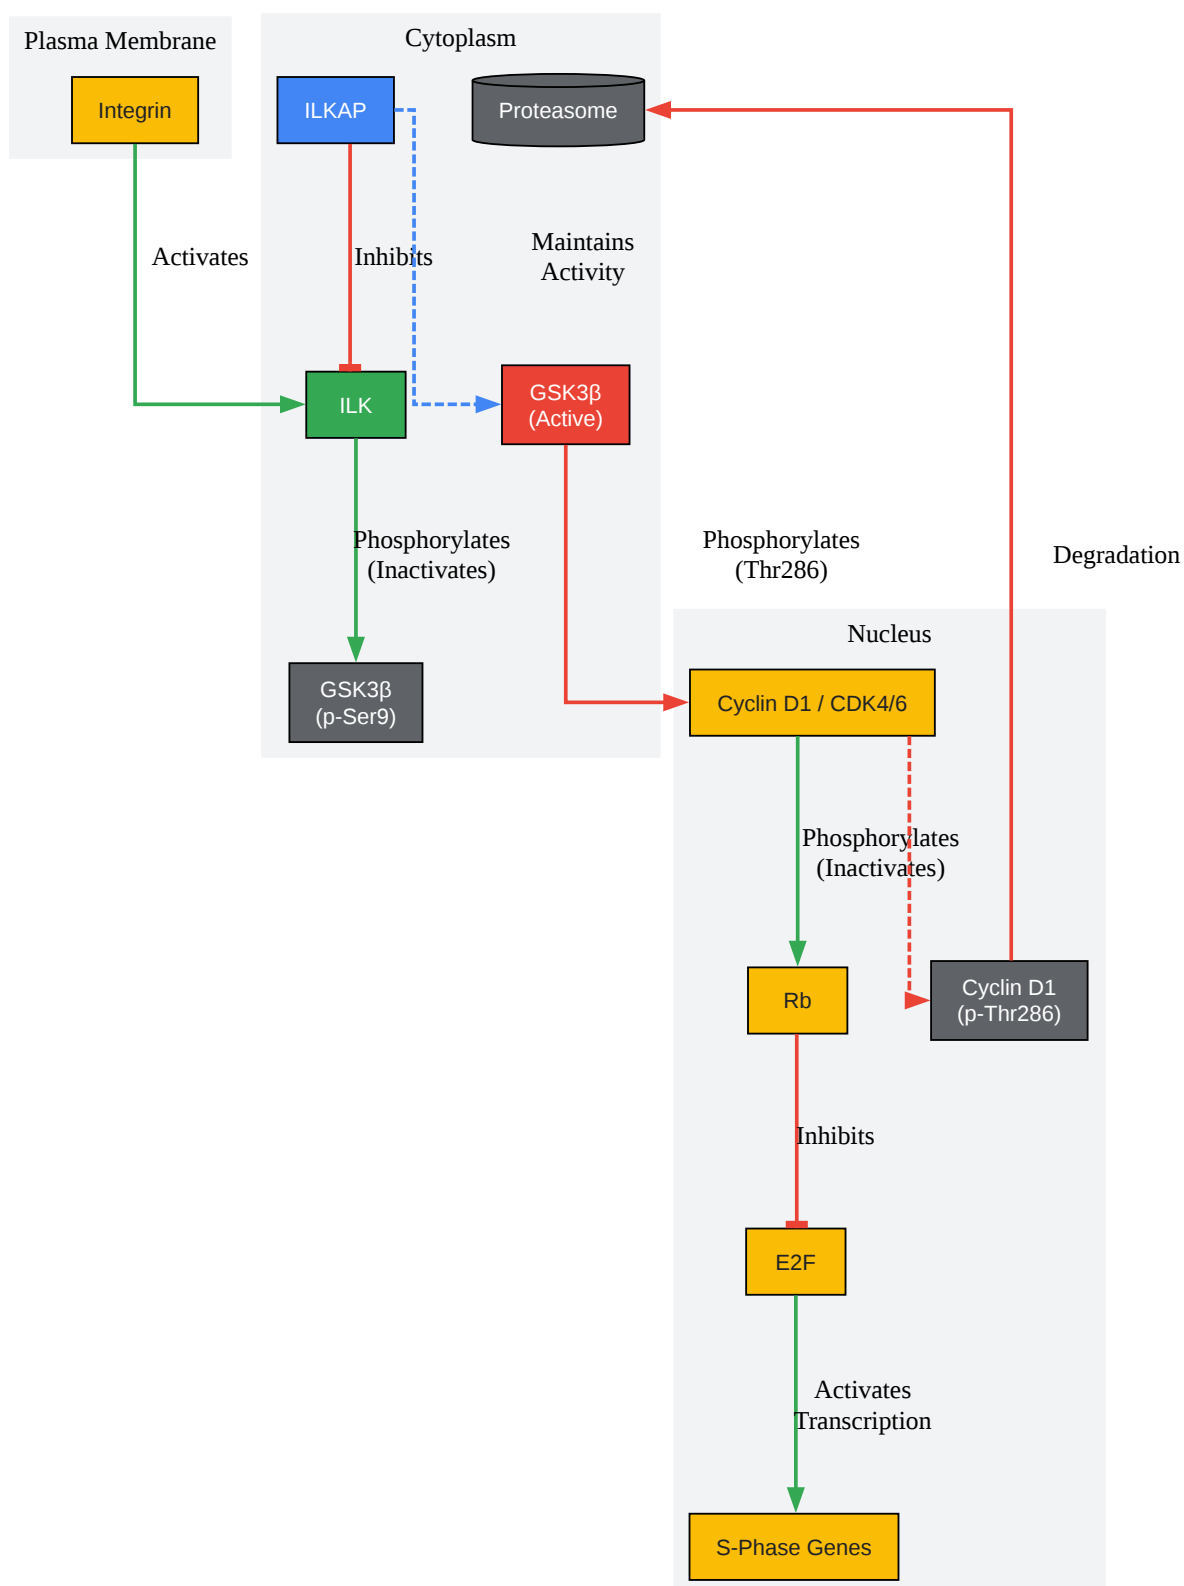 Plasma Membrane
Cytoplasm
Integrin
ILKAP
Proteasome
Activates
Inhibits
Maintains
Activity
ILK
GSK3β
(Active)
Phosphorylates
(Inactivates)
Phosphorylates
(Thr286)
Degradation
Nucleus
GSK3β
(p-Ser9)
Cyclin D1 / CDK4/6
Phosphorylates
(Inactivates)
Rb
Cyclin D1
(p-Thr286)
Inhibits
E2F
Activates
Transcription
S-Phase Genes